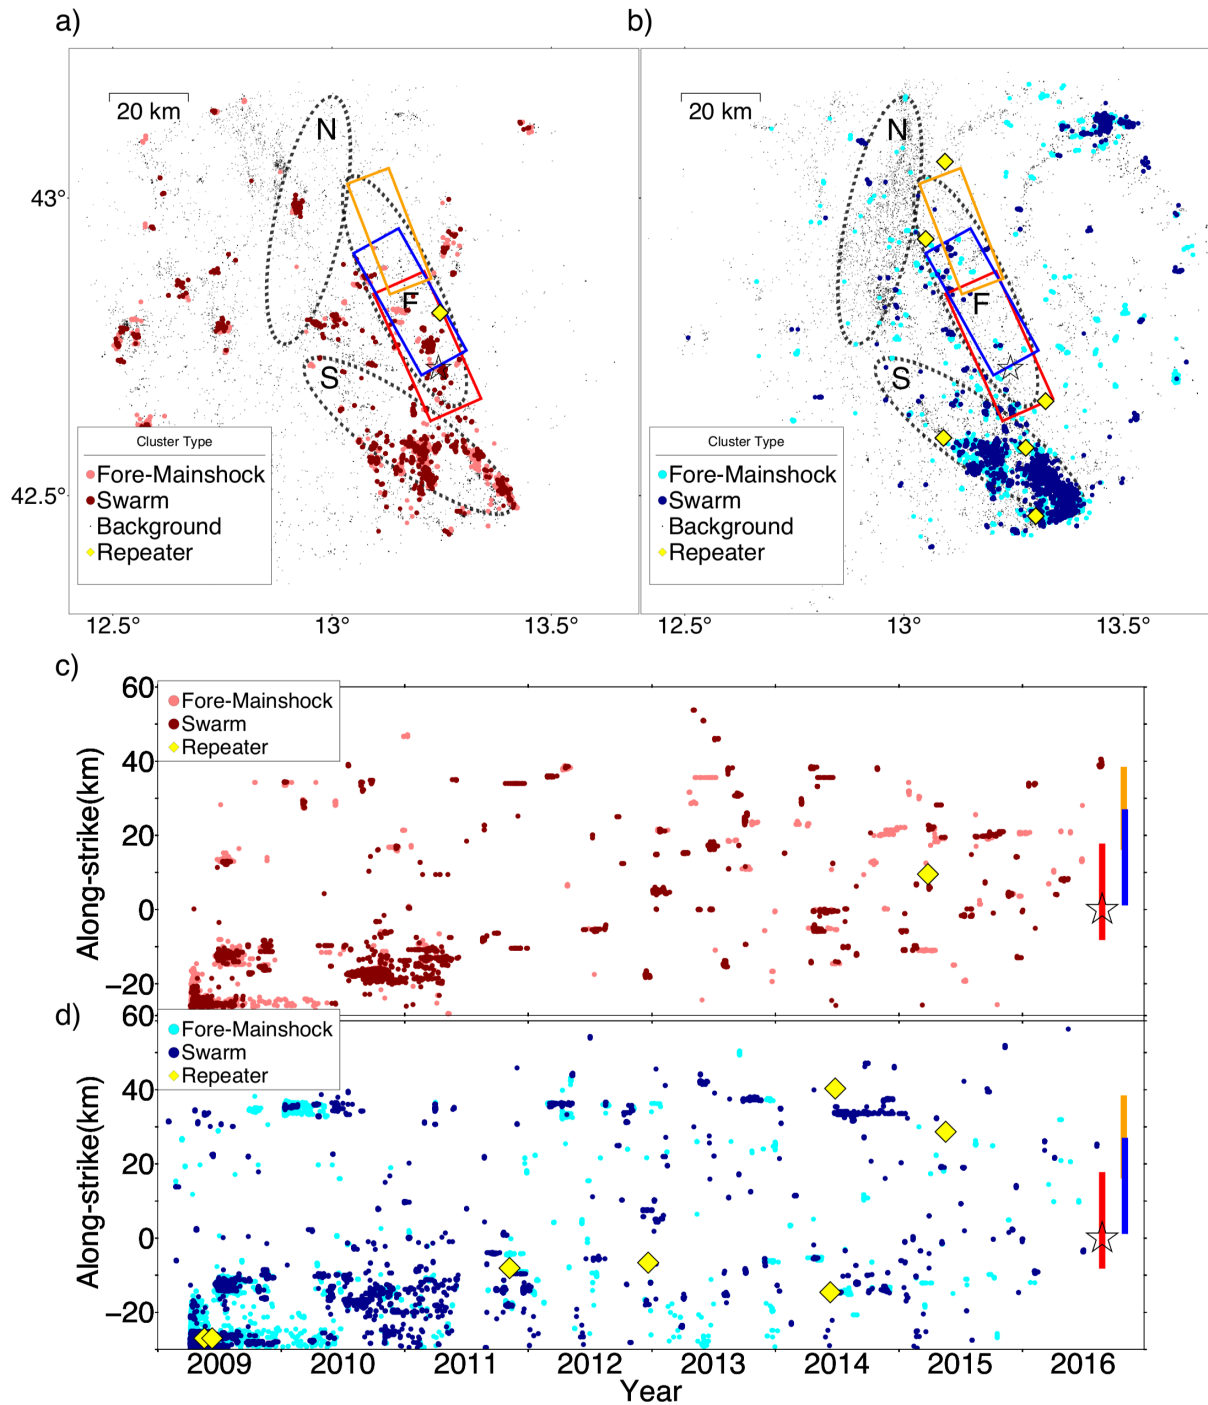 a)
b)
20 km
20 km
N
N
43°
F
F
S
S
Cluster Type
Fore-Mainshock
Swarm
Background
Repeater
Cluster Type
Fore-Mainshock
Swarm
Background
Repeater
42.5°
12.5°
13°
13.5°
12.5°
13°
13.5°
c)
60
40
20
0
−20
Along-strike(km)
Fore-Mainshock
Swarm
Repeater
d)
60
40
20
0
−20
Along-strike(km)
Fore-Mainshock
Swarm
Repeater
2009
2010
2011
2012
2013
2014
2015
2016
Year